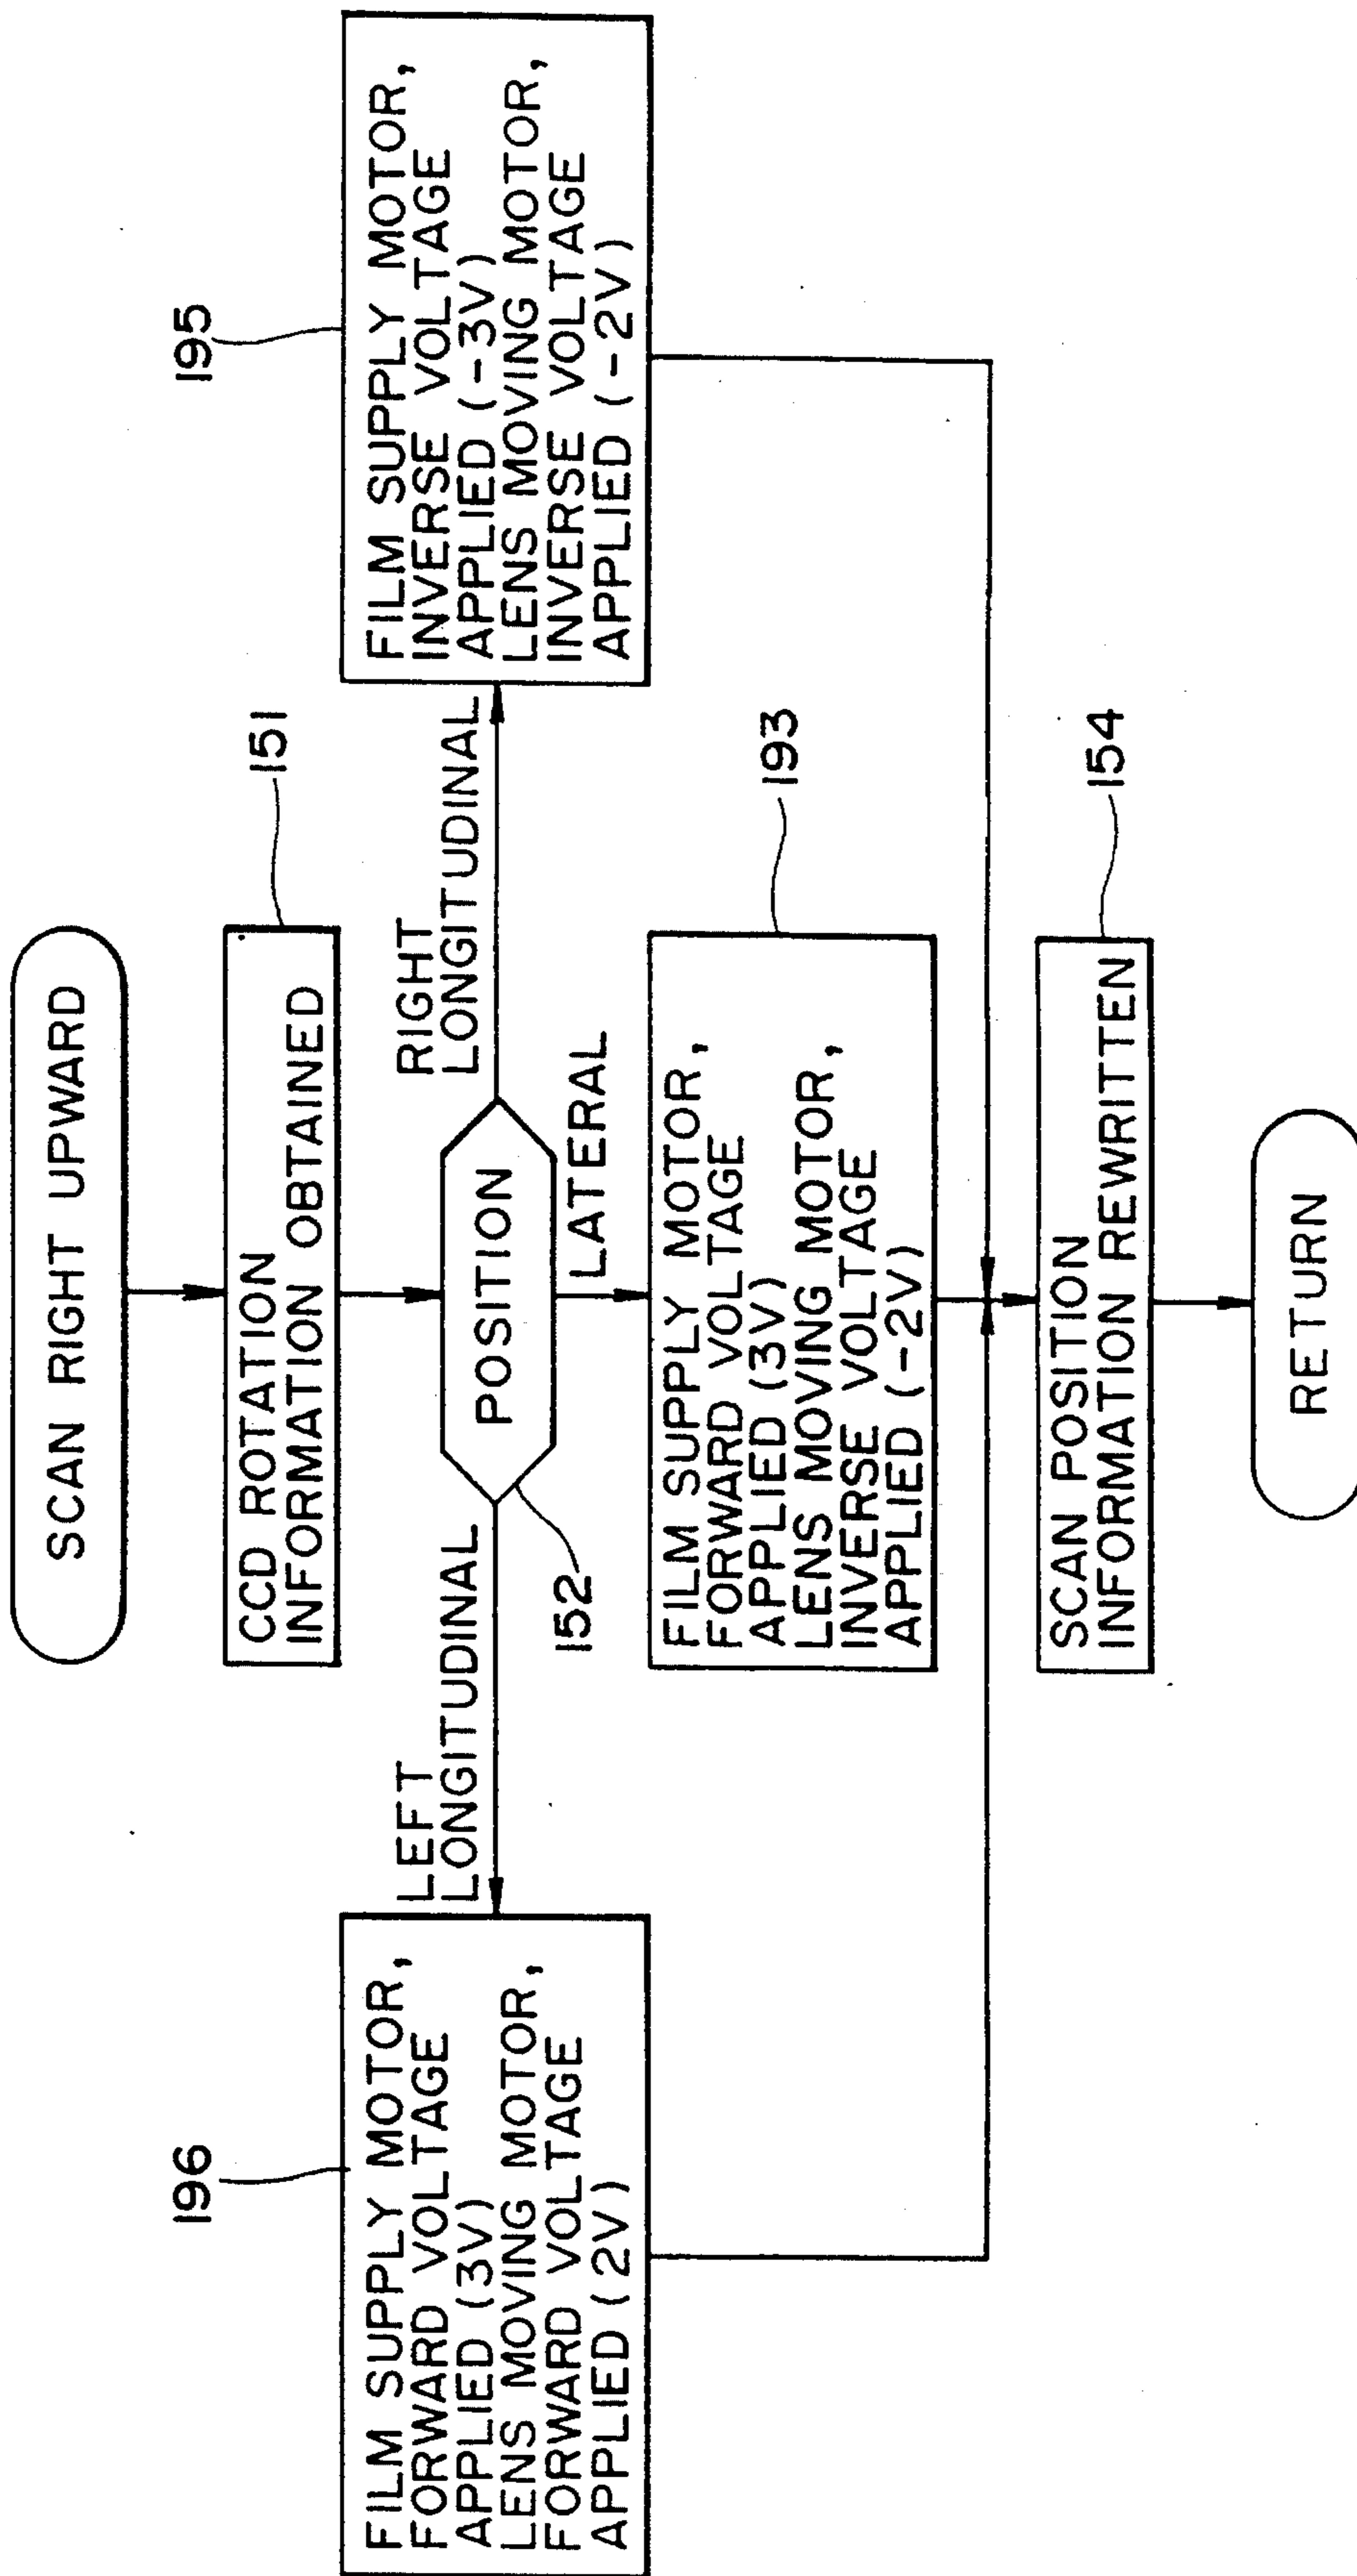 SCAN RIGHT UPWARD
CCD ROTATION
INFORMATION OBTAINED
151
POSITION
152
LEFT
LONGITUDINAL
RIGHT
LONGITUDINAL
LATERAL
196
FILM SUPPLY MOTOR,
FORWARD VOLTAGE
APPLIED (3V)
LENS MOVING MOTOR,
FORWARD VOLTAGE
APPLIED (2V)
FILM SUPPLY MOTOR,
FORWARD VOLTAGE
APPLIED (3V)
LENS MOVING MOTOR,
INVERSE VOLTAGE
APPLIED (-2V)
193
195
FILM SUPPLY MOTOR,
INVERSE VOLTAGE
APPLIED (-3V)
LENS MOVING MOTOR,
INVERSE VOLTAGE
APPLIED (-2V)
SCAN POSITION
INFORMATION REWRITTEN
154
RETURN